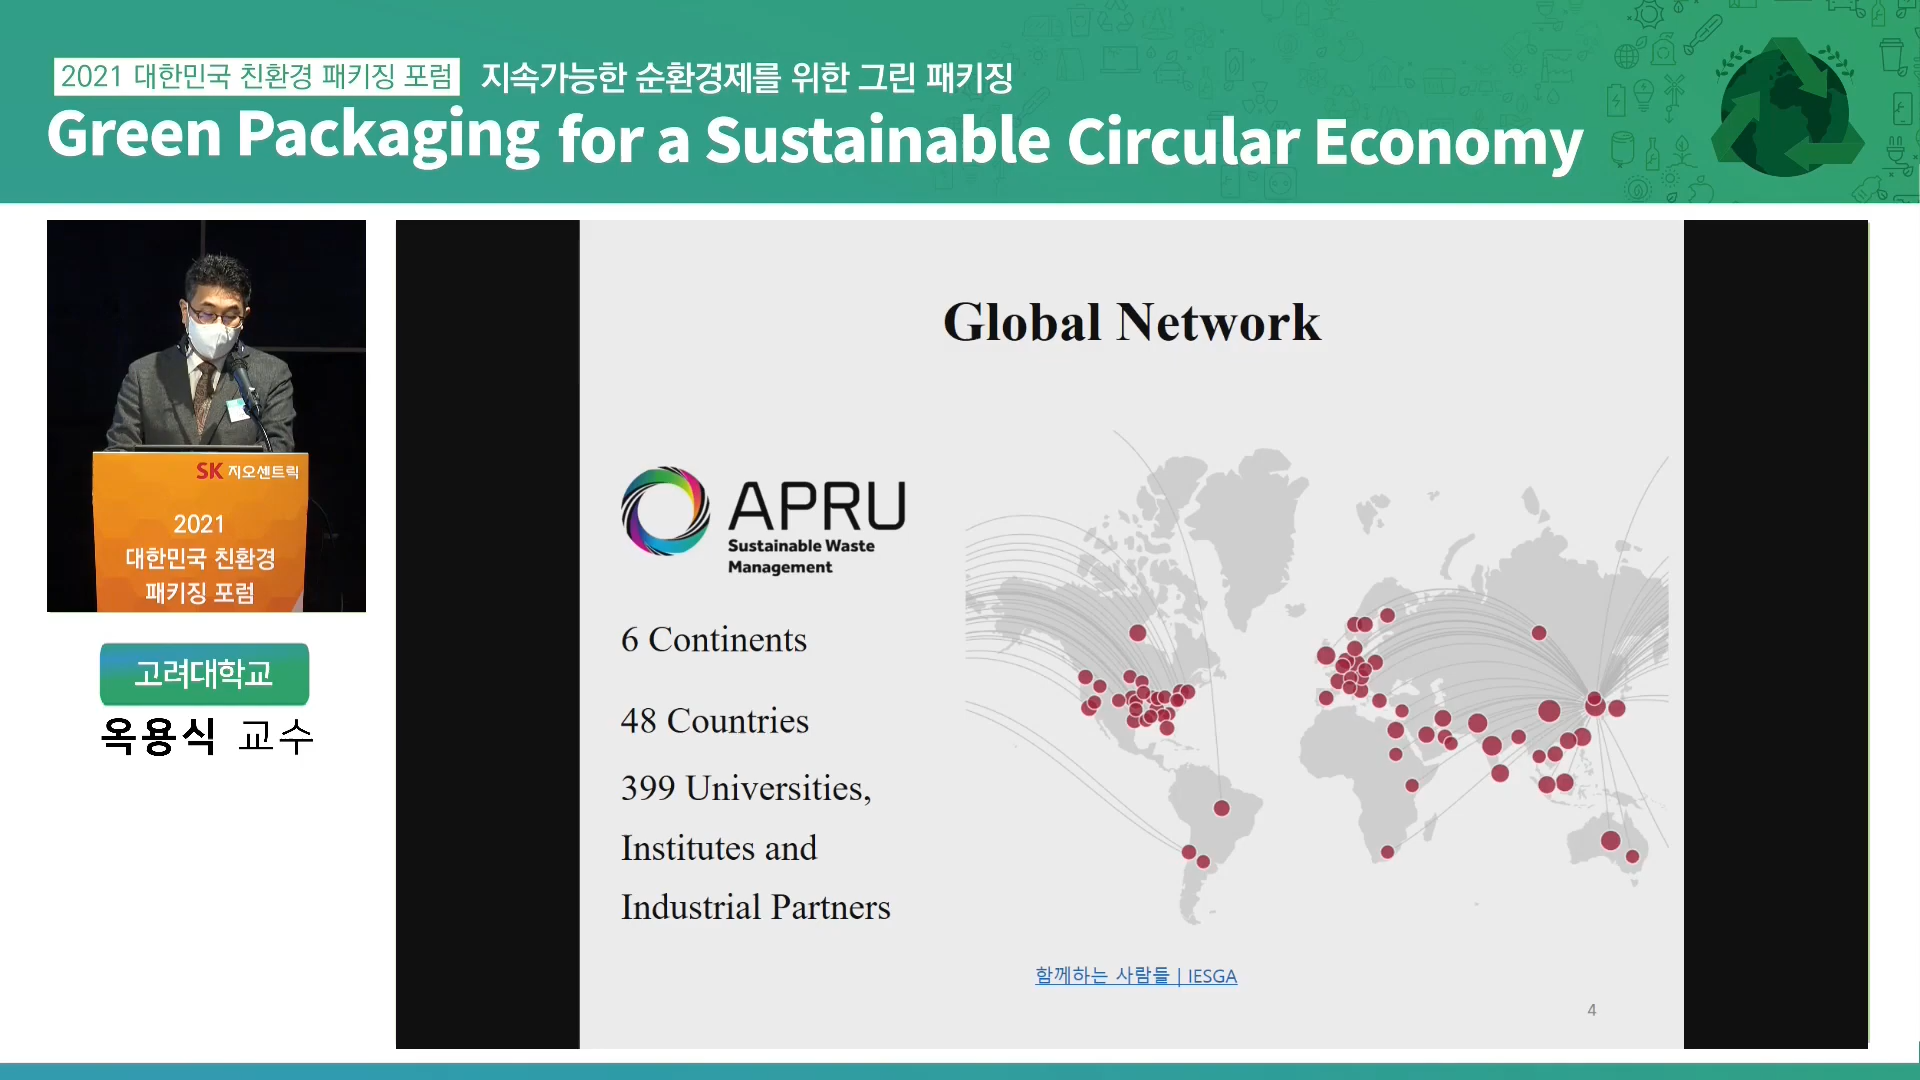 2021 대한민국 친환경 패키징 포럼 지속가능한 순환경제를 위한 그린 패키징
Green Packaging for a Sustainable Circular Economy
SK 지오센트릭
2021
대한민국 친환경
패키징 포럼
고려대학교
옥용식 교수
Global Network
APRU
Sustainable Waste
Management
6 Continents
48 Countries
399 Universities,
Institutes and
Industrial Partners
함께하는 사람들 | IESGA
4